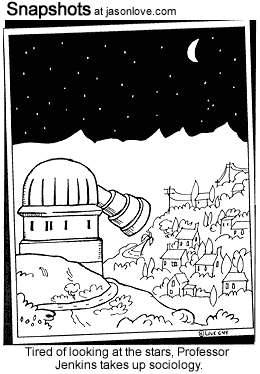 Snapshots at jasonlove.com
Tired of looking at the stars, Professor
Jenkins takes up sociology.